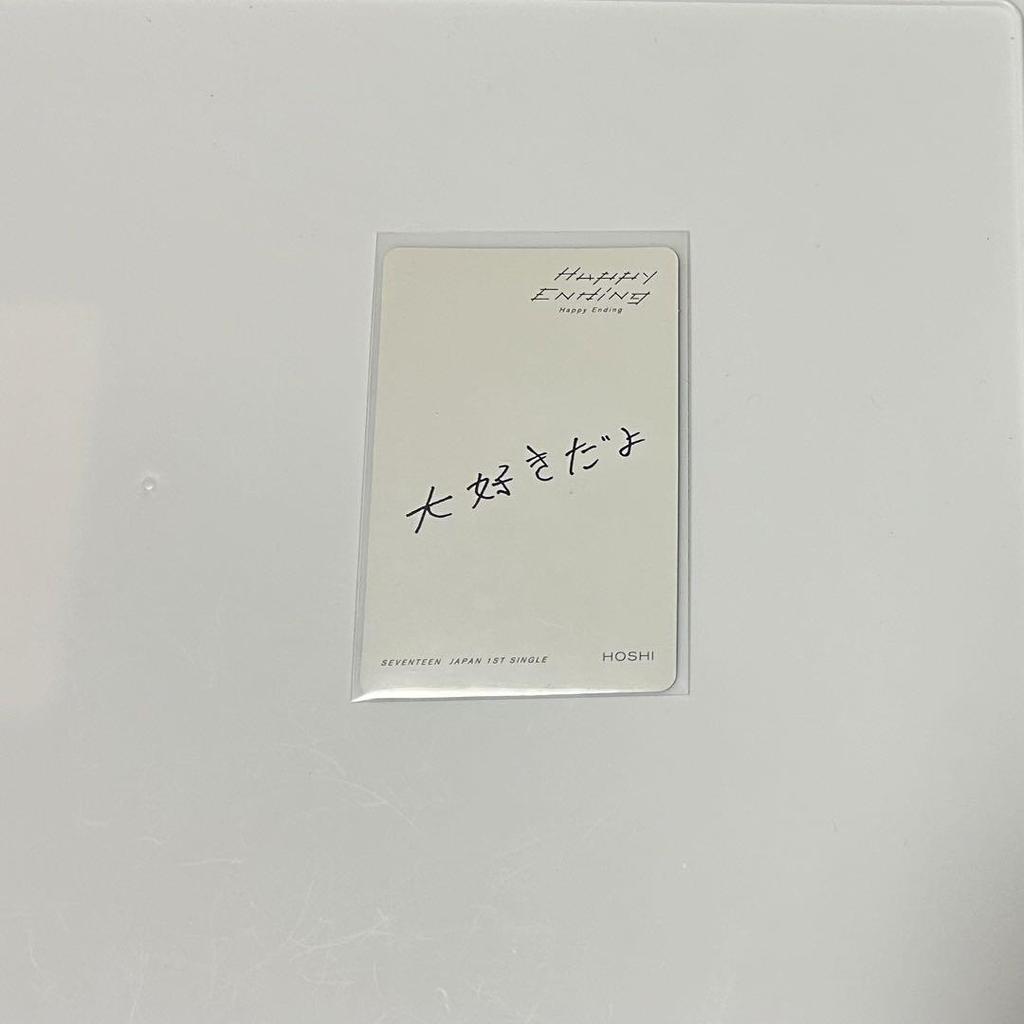 Happy
Ending
Happy Ending
大好きだよ
SEVENTEEN JAPAN 1ST SINGLE
HOSHI